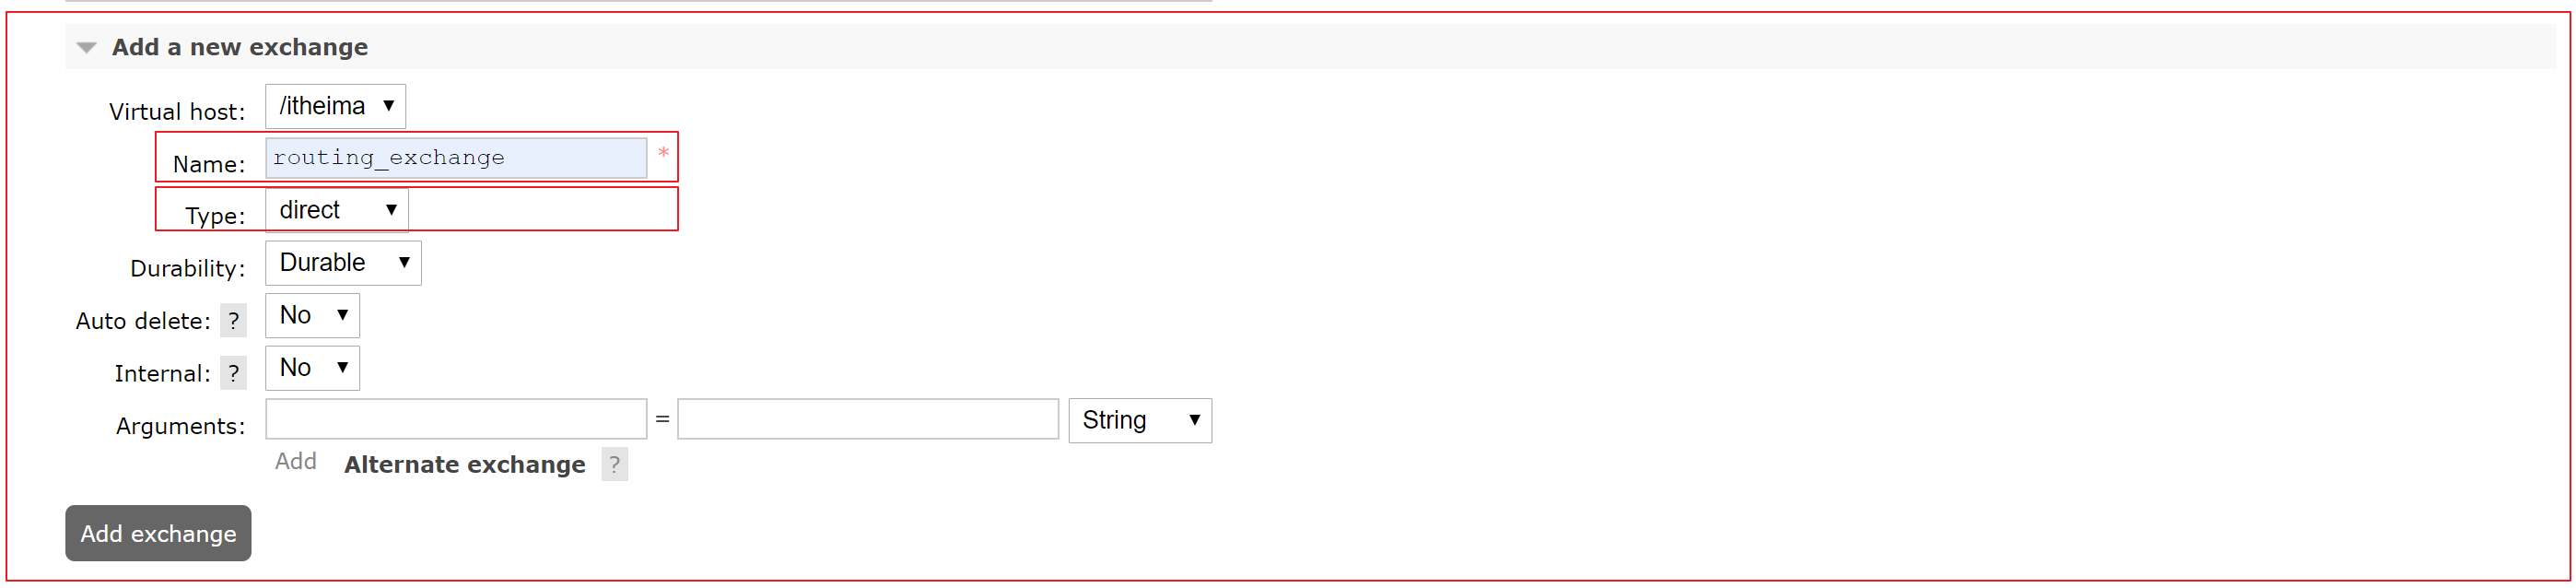 Add a new exchange
Virtual host: /itheima
Name: routing_exchange *
Type: direct
Durability: Durable
Auto delete: ? No
Internal: ? No
Arguments: = String
Add Alternate exchange ?
Add exchange